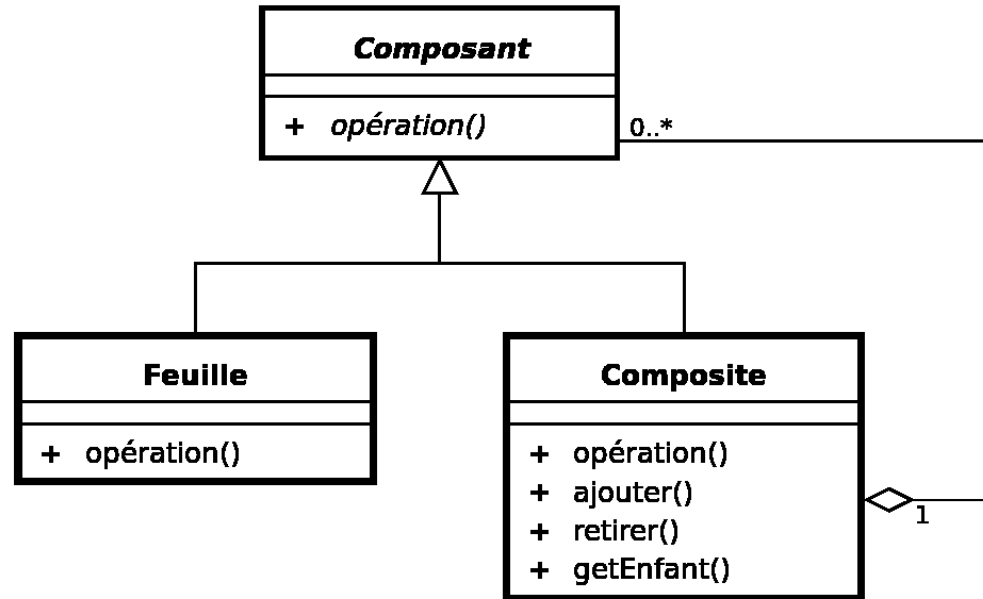 Composant
+ opération()
0..*
Feuille
+ opération()
Composite
+ opération()
+ ajouter()
+ retirer()
+ getEnfant()
1